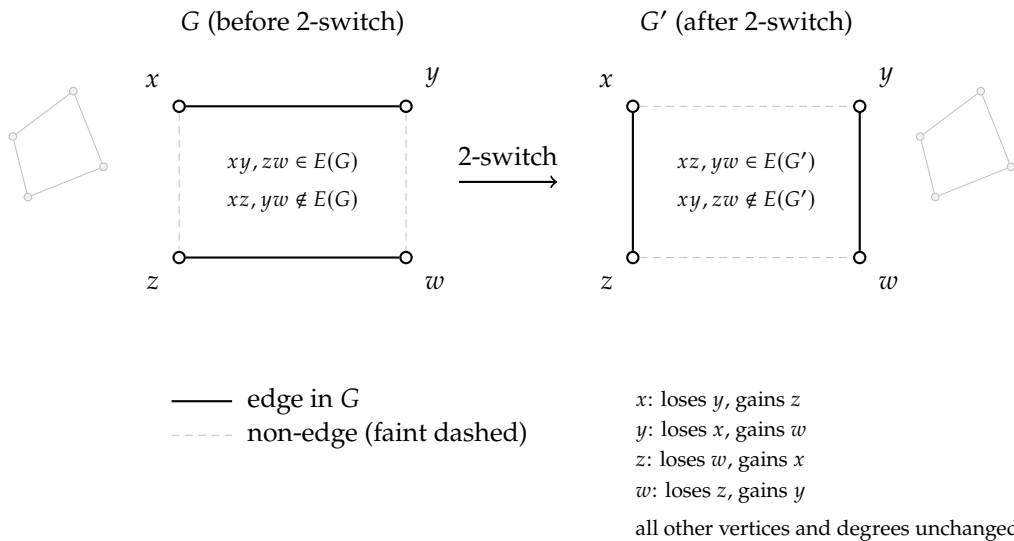 G (before 2-switch)
G′ (after 2-switch)
x
y
x
y
xy, zw ∈ E(G)
xz, yw ∉ E(G)
2-switch
xz, yw ∈ E(G′)
xy, zw ∉ E(G′)
z
w
z
w
edge in G
non-edge (faint dashed)
x: loses y, gains z
y: loses x, gains w
z: loses w, gains x
w: loses z, gains y
all other vertices and degrees unchanged